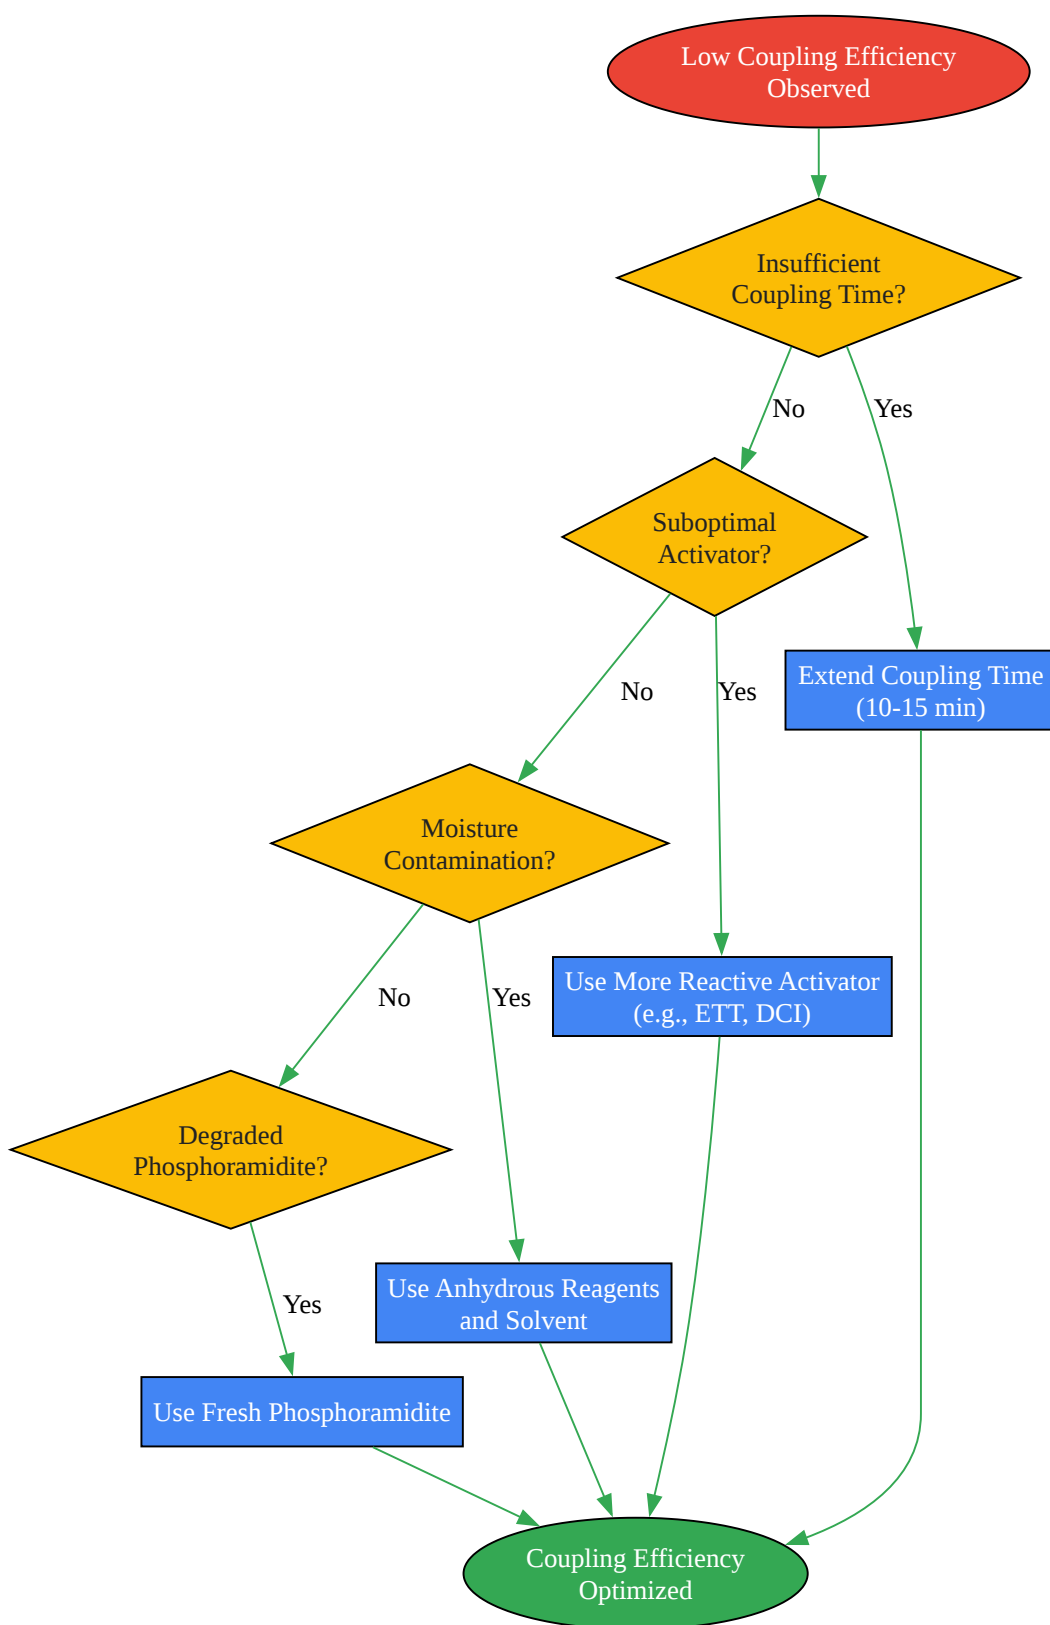 Low Coupling Efficiency
Observed
Insufficient
Coupling Time?
No
Yes
Suboptimal
Activator?
No
Yes
Extend Coupling Time
(10-15 min)
Moisture
Contamination?
No
Yes
Use More Reactive Activator
(e.g., ETT, DCI)
Degraded
Phosphoramidite?
Yes
Use Anhydrous Reagents
and Solvent
Use Fresh Phosphoramidite
Coupling Efficiency
Optimized